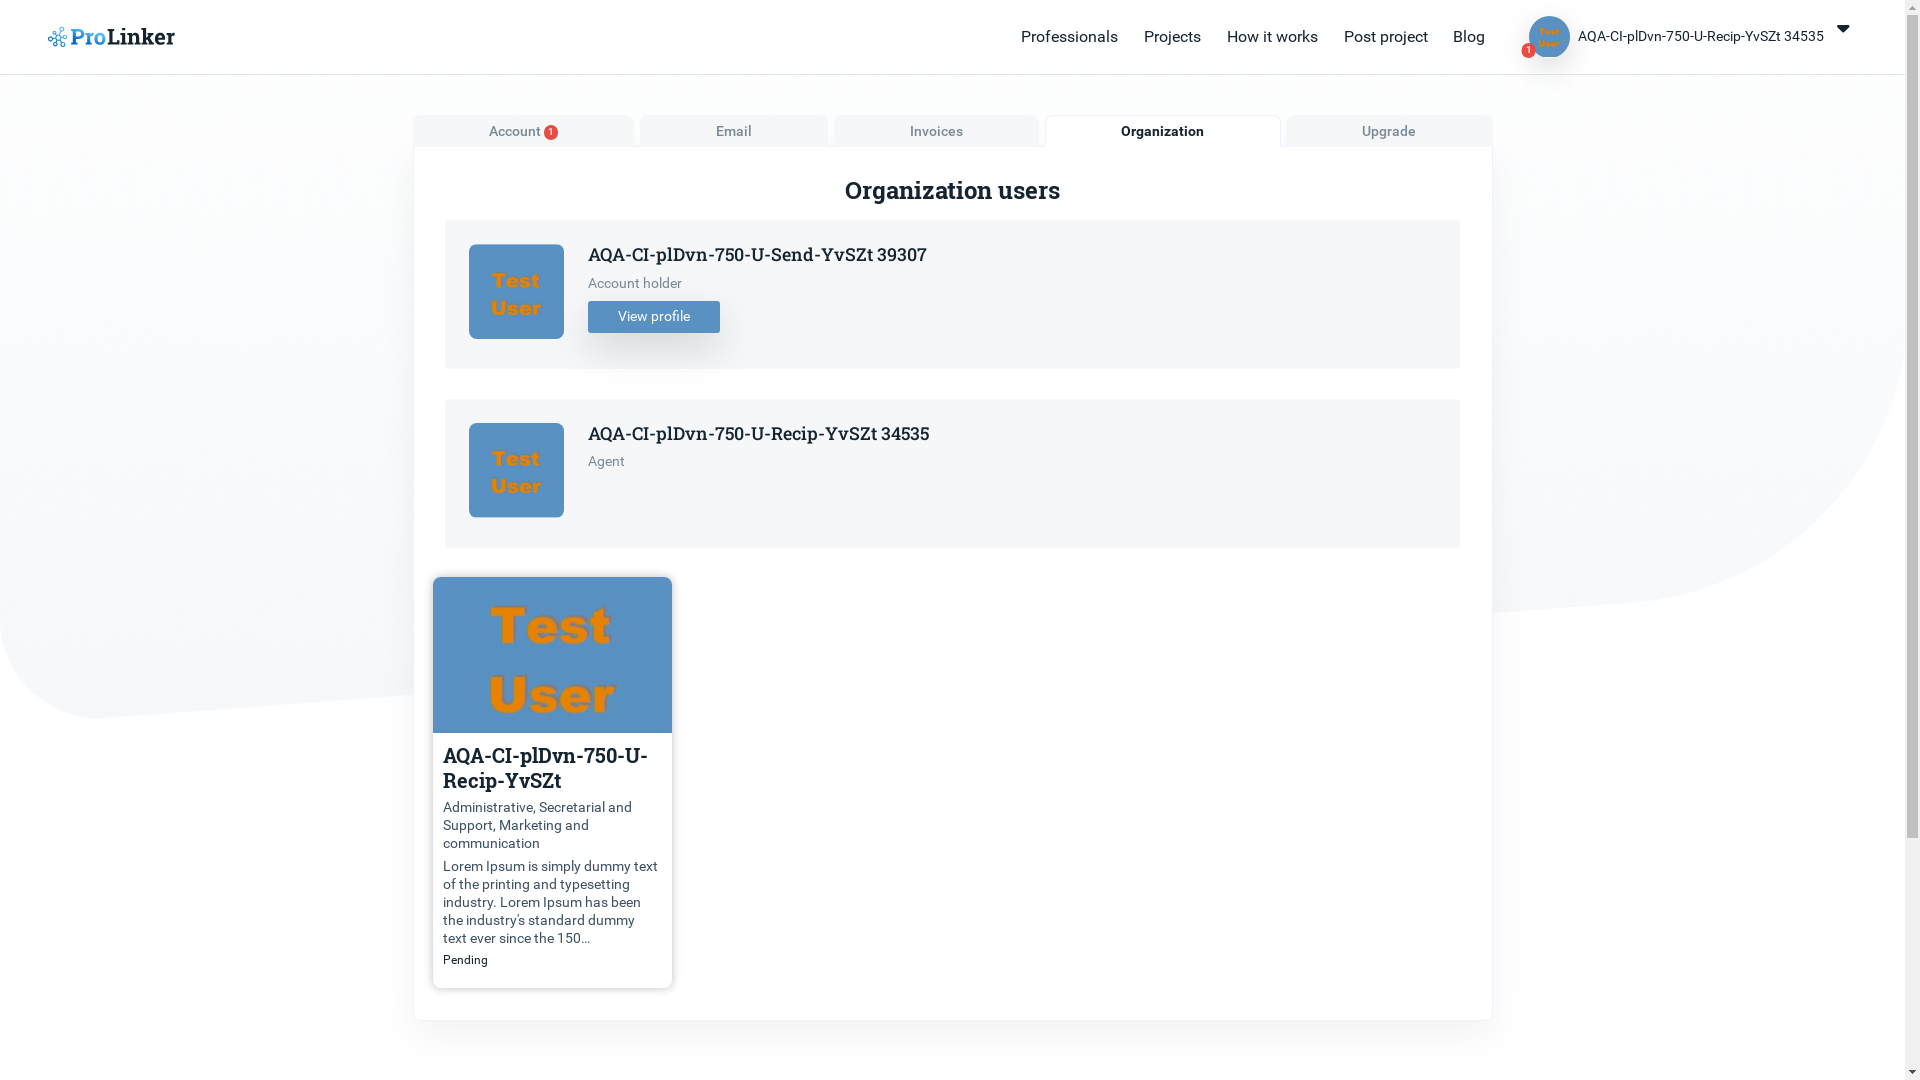 ProLinker
Professionals
Projects
How it works
Post project
Blog
Test
User
1
AQA-CI-plDvn-750-U-Recip-YvSZt 34535
Account 1
Email
Invoices
Organization
Upgrade
Organization users
Test
User
AQA-CI-plDvn-750-U-Send-YvSZt 39307
Account holder
View profile
Test
User
AQA-CI-plDvn-750-U-Recip-YvSZt 34535
Agent
Test
User
AQA-CI-plDvn-750-U-
Recip-YvSZt
Administrative, Secretarial and
Support, Marketing and
communication
Lorem Ipsum is simply dummy text
of the printing and typesetting
industry. Lorem Ipsum has been
the industry's standard dummy
text ever since the 150...
Pending